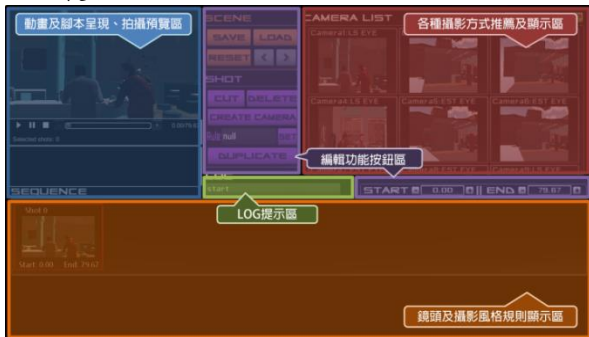 動畫及腳本呈現、拍攝預覽區
SCENE
SAVE LOAD
RESET < >
SHOT
CUT DELETE
CREATE CAMERA
null SET
DUPLICATE
CAMERA LIST
各種攝影方式推薦及顯示區
編輯功能按鈕區
Selected shots: 0
SEQUENCE
start
START 0.00 END 79.67
LOG提示區
Shot 0
Start: 0.00 End: 79.67
鏡頭及攝影風格規則顯示區